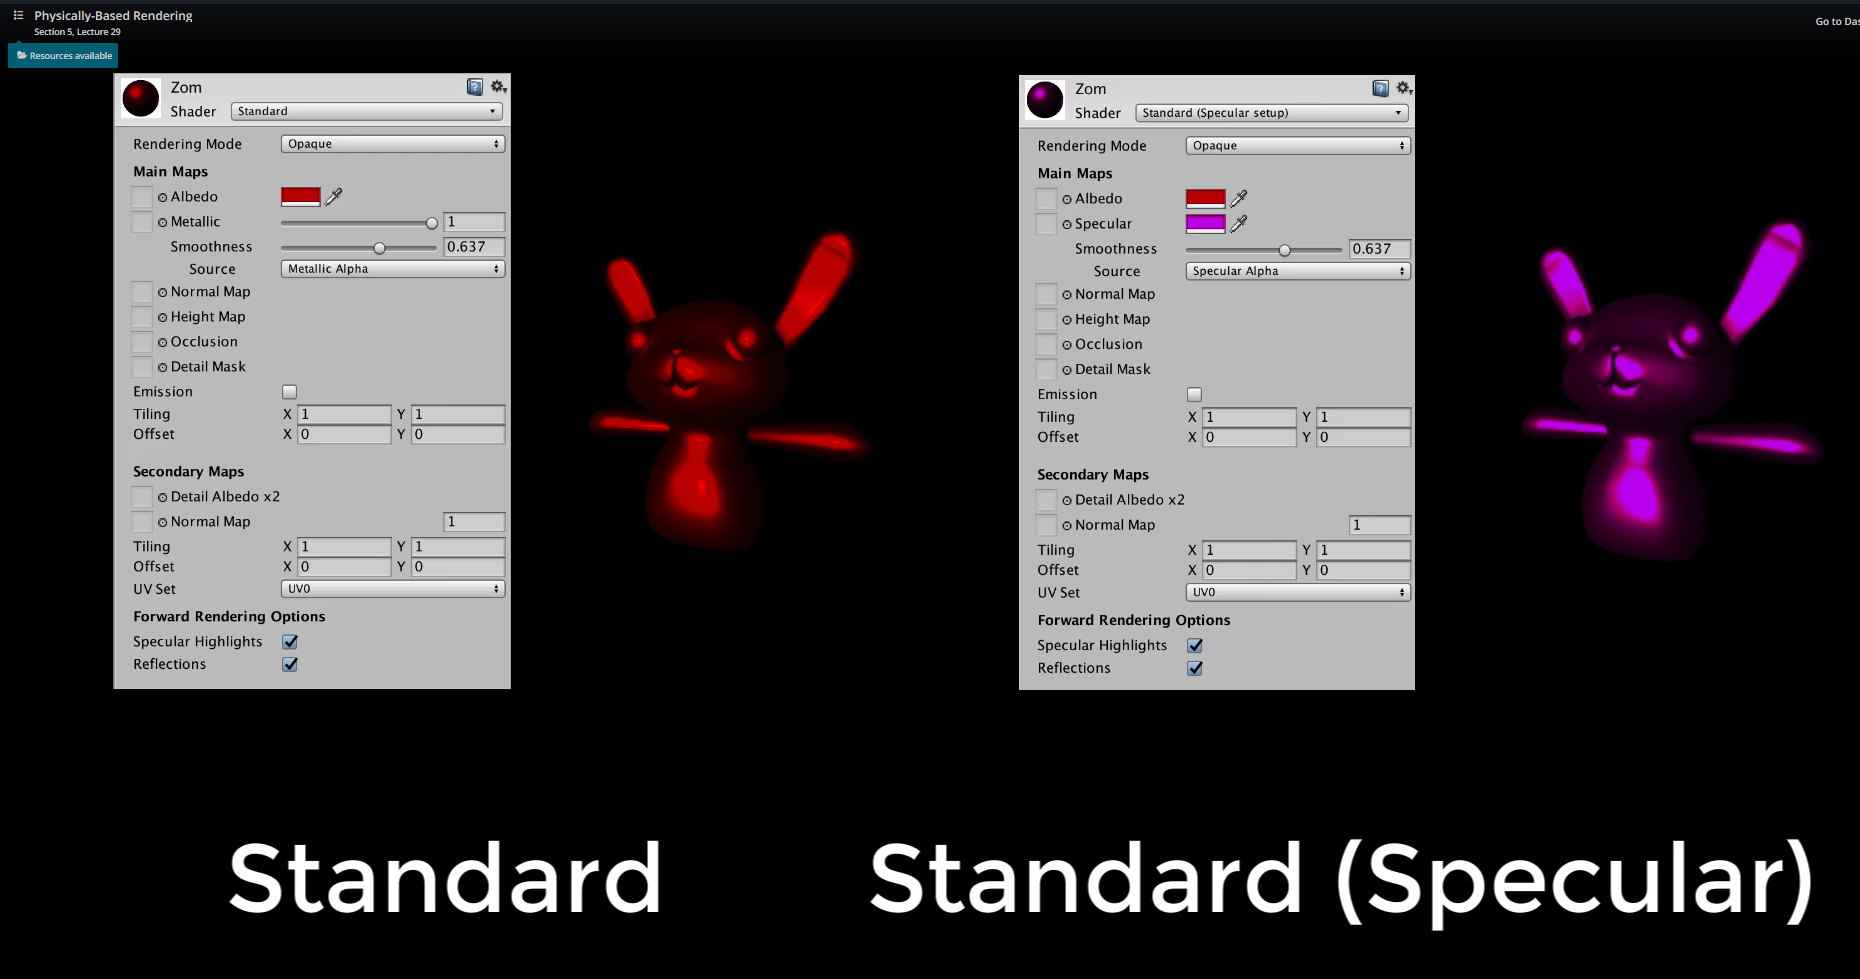 Physically-Based Rendering
Section 5, Lecture 29
Go to Das
Resources available
Zom
Shader Standard
Rendering Mode Opaque
Main Maps
Albedo
Metallic 1
Smoothness 0.637
Source Metallic Alpha
Normal Map
Height Map
Occlusion
Detail Mask
Emission
Tiling X 1 Y 1
Offset X 0 Y 0
Secondary Maps
Detail Albedo x2
Normal Map 1
Tiling X 1 Y 1
Offset X 0 Y 0
UV Set UV0
Forward Rendering Options
Specular Highlights
Reflections
Zom
Shader Standard (Specular setup)
Rendering Mode Opaque
Main Maps
Albedo
Specular
Smoothness 0.637
Source Specular Alpha
Normal Map
Height Map
Occlusion
Detail Mask
Emission
Tiling X 1 Y 1
Offset X 0 Y 0
Secondary Maps
Detail Albedo x2
Normal Map 1
Tiling X 1 Y 1
Offset X 0 Y 0
UV Set UV0
Forward Rendering Options
Specular Highlights
Reflections
Standard
Standard (Specular)